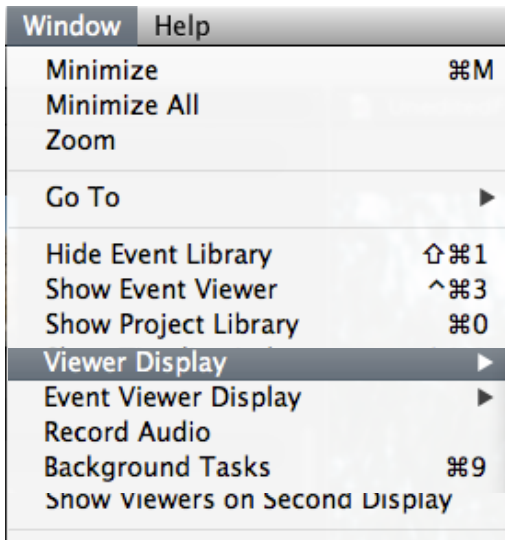 Window Help
Minimize ⌘M
Minimize All
Zoom
Go To ▶
Hide Event Library ⇧⌘1
Show Event Viewer ^⌘3
Show Project Library ⌘0
Viewer Display ▶
Event Viewer Display ▶
Record Audio
Background Tasks ⌘9
Show Viewers on Second Display